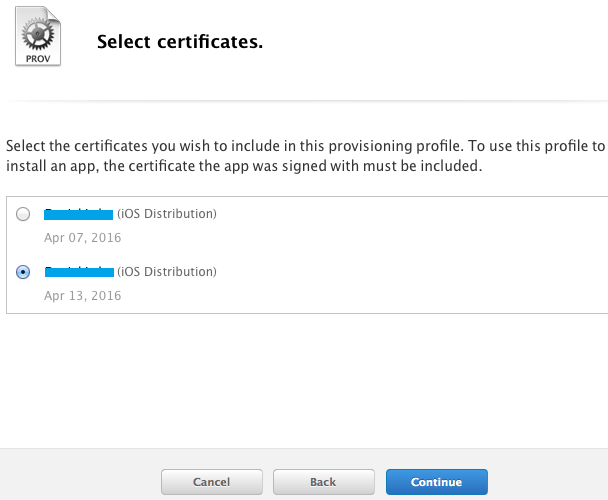 PROV
Select certificates.
Select the certificates you wish to include in this provisioning profile. To use this profile to
install an app, the certificate the app was signed with must be included.
(iOS Distribution)
Apr 07, 2016
(iOS Distribution)
Apr 13, 2016
Cancel
Back
Continue